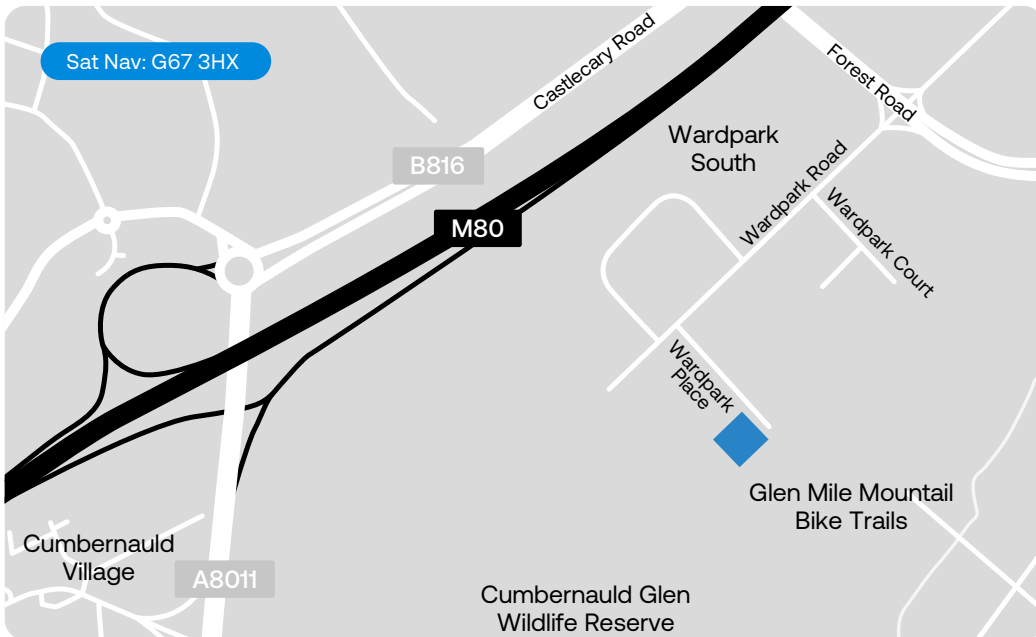 Sat Nav: G67 3HX
Castlecary Road
Forest Road
B816
Wardpark
South
M80
Wardpark Road
Wardpark Court
Wardpark
Place
Glen Mile Mountail
Bike Trails
Cumbernauld
Village
A8011
Cumbernauld Glen
Wildlife Reserve